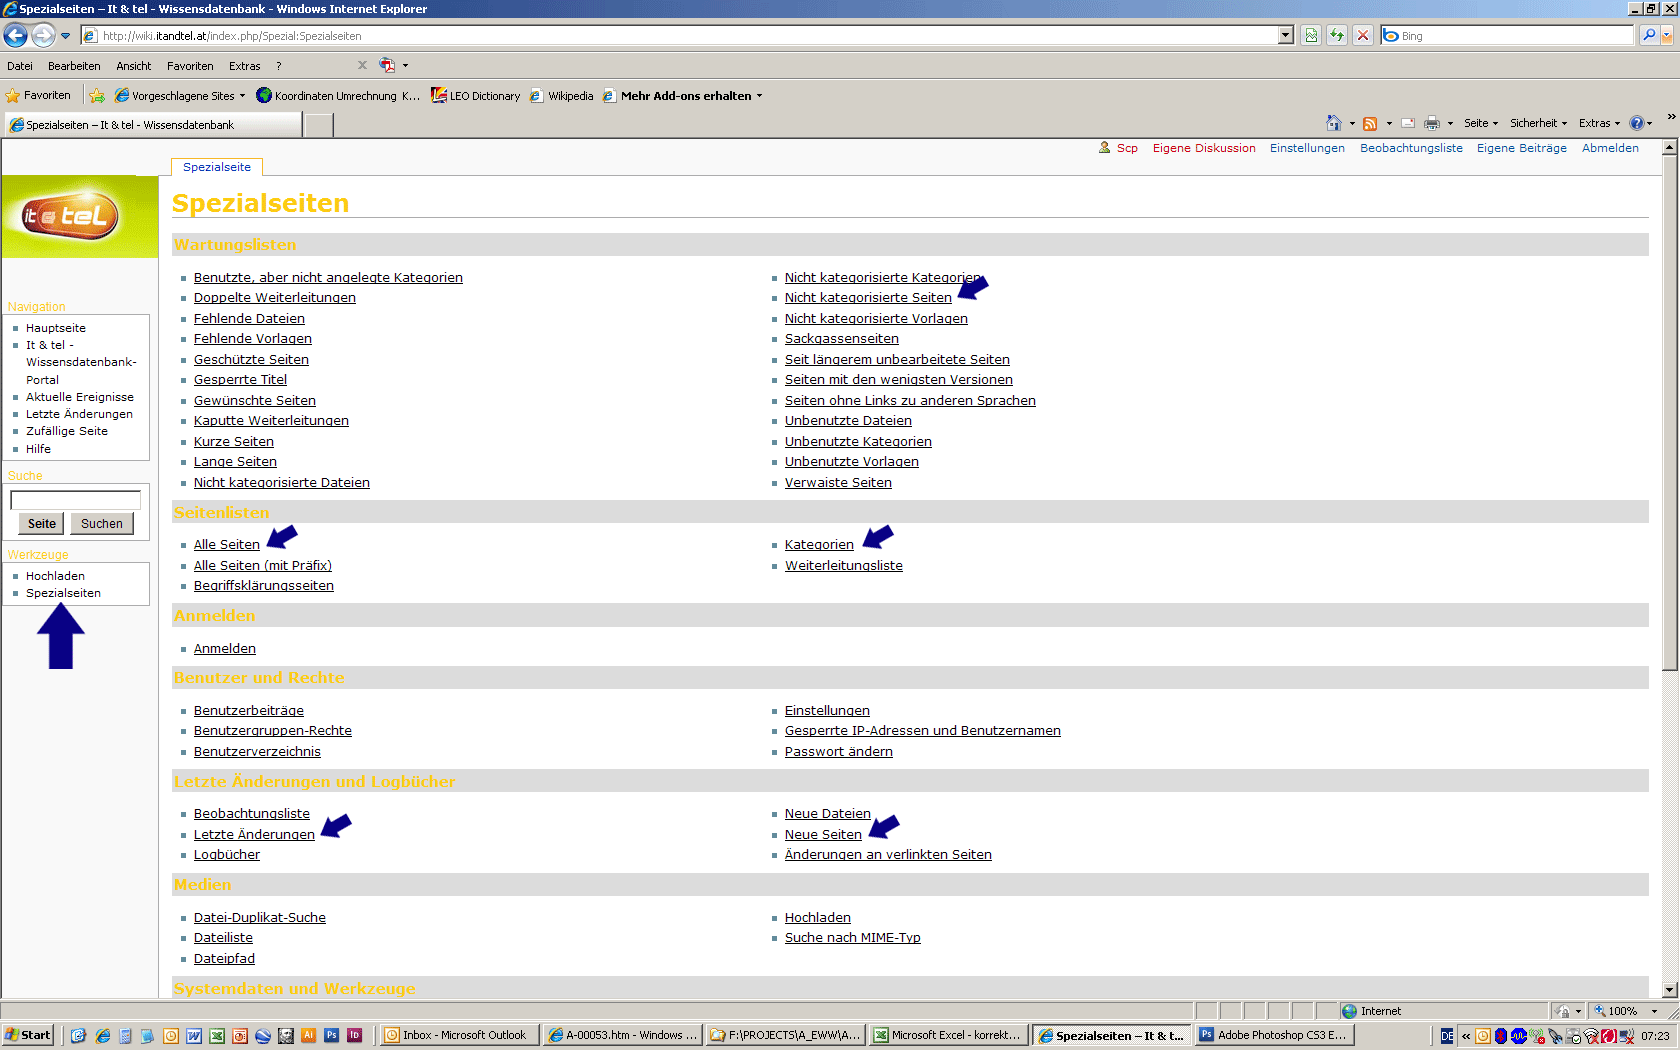 Spezialseiten – It & tel - Wissensdatenbank - Windows Internet Explorer
http://wiki.itandtel.at/index.php/Spezial:Spezialseiten
Bing
Datei Bearbeiten Ansicht Favoriten Extras ?
Favoriten Vorgeschlagene Sites Koordinaten Umrechnung K... LEO Dictionary Wikipedia Mehr Add-ons erhalten
Spezialseiten – It & tel - Wissensdatenbank
Seite Sicherheit Extras
Scp Eigene Diskussion Einstellungen Beobachtungsliste Eigene Beiträge Abmelden
Spezialseite
it & tel
Navigation
Hauptseite
It & tel -
Wissensdatenbank-
Portal
Aktuelle Ereignisse
Letzte Änderungen
Zufällige Seite
Hilfe
Suche
Seite Suchen
Werkzeuge
Hochladen
Spezialseiten
Spezialseiten
Wartungslisten
Benutzte, aber nicht angelegte Kategorien
Doppelte Weiterleitungen
Fehlende Dateien
Fehlende Vorlagen
Geschützte Seiten
Gesperrte Titel
Gewünschte Seiten
Kaputte Weiterleitungen
Kurze Seiten
Lange Seiten
Nicht kategorisierte Dateien
Nicht kategorisierte Kategorien
Nicht kategorisierte Seiten
Nicht kategorisierte Vorlagen
Sackgassenseiten
Seit längerem unbearbeitete Seiten
Seiten mit den wenigsten Versionen
Seiten ohne Links zu anderen Sprachen
Unbenutzte Dateien
Unbenutzte Kategorien
Unbenutzte Vorlagen
Verwaiste Seiten
Seitenlisten
Alle Seiten
Alle Seiten (mit Präfix)
Begriffsklärungsseiten
Kategorien
Weiterleitungsliste
Anmelden
Anmelden
Benutzer und Rechte
Benutzerbeiträge
Benutzergruppen-Rechte
Benutzerverzeichnis
Einstellungen
Gesperrte IP-Adressen und Benutzernamen
Passwort ändern
Letzte Änderungen und Logbücher
Beobachtungsliste
Letzte Änderungen
Logbücher
Neue Dateien
Neue Seiten
Änderungen an verlinkten Seiten
Medien
Datei-Duplikat-Suche
Dateiliste
Dateipfad
Hochladen
Suche nach MIME-Typ
Systemdaten und Werkzeuge
Internet 100%
Start Inbox - Microsoft Outlook A-00053.htm - Windows ... F:\PROJECTS\A_EWW\A... Microsoft Excel - korrekt... Spezialseiten – It & t... Adobe Photoshop CS3 E... DE 07:23